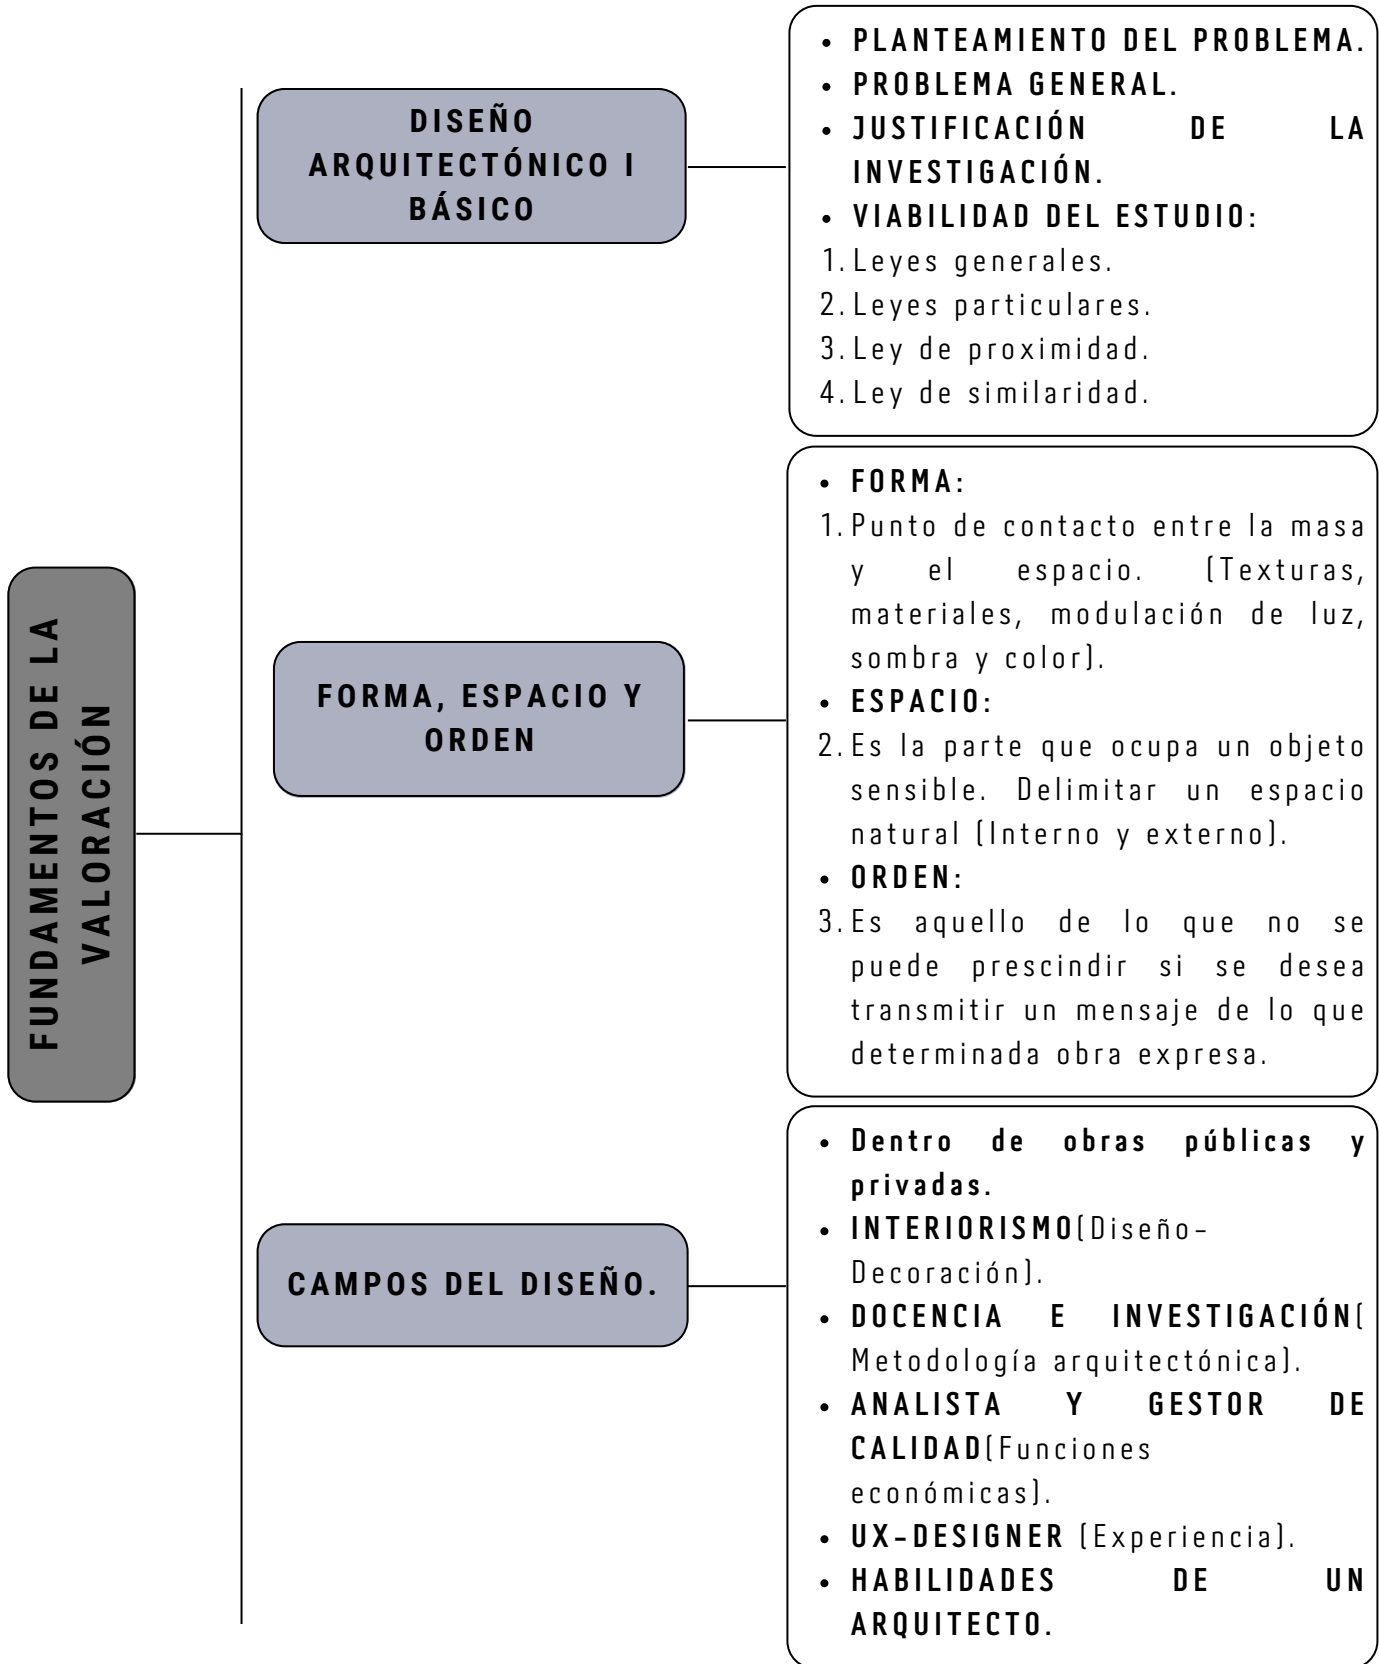 FUNDAMENTOS DE LA
VALORACIÓN
DISEÑO
ARQUITECTÓNICO I
BÁSICO
• PLANTEAMIENTO DEL PROBLEMA.
• PROBLEMA GENERAL.
• JUSTIFICACIÓN DE LA
INVESTIGACIÓN.
• VIABILIDAD DEL ESTUDIO:
1. Leyes generales.
2. Leyes particulares.
3. Ley de proximidad.
4. Ley de similaridad.
FORMA, ESPACIO Y
ORDEN
• FORMA:
1. Punto de contacto entre la masa
y el espacio. (Texturas,
materiales, modulación de luz,
sombra y color).
• ESPACIO:
2. Es la parte que ocupa un objeto
sensible. Delimitar un espacio
natural (Interno y externo).
• ORDEN:
3. Es aquello de lo que no se
puede prescindir si se desea
transmitir un mensaje de lo que
determinada obra expresa.
CAMPOS DEL DISEÑO.
• Dentro de obras públicas y
privadas.
• INTERIORISMO(Diseño-
Decoración).
• DOCENCIA E INVESTIGACIÓN(
Metodología arquitectónica).
• ANALISTA Y GESTOR DE
CALIDAD(Funciones
económicas).
• UX-DESIGNER (Experiencia).
• HABILIDADES DE UN
ARQUITECTO.